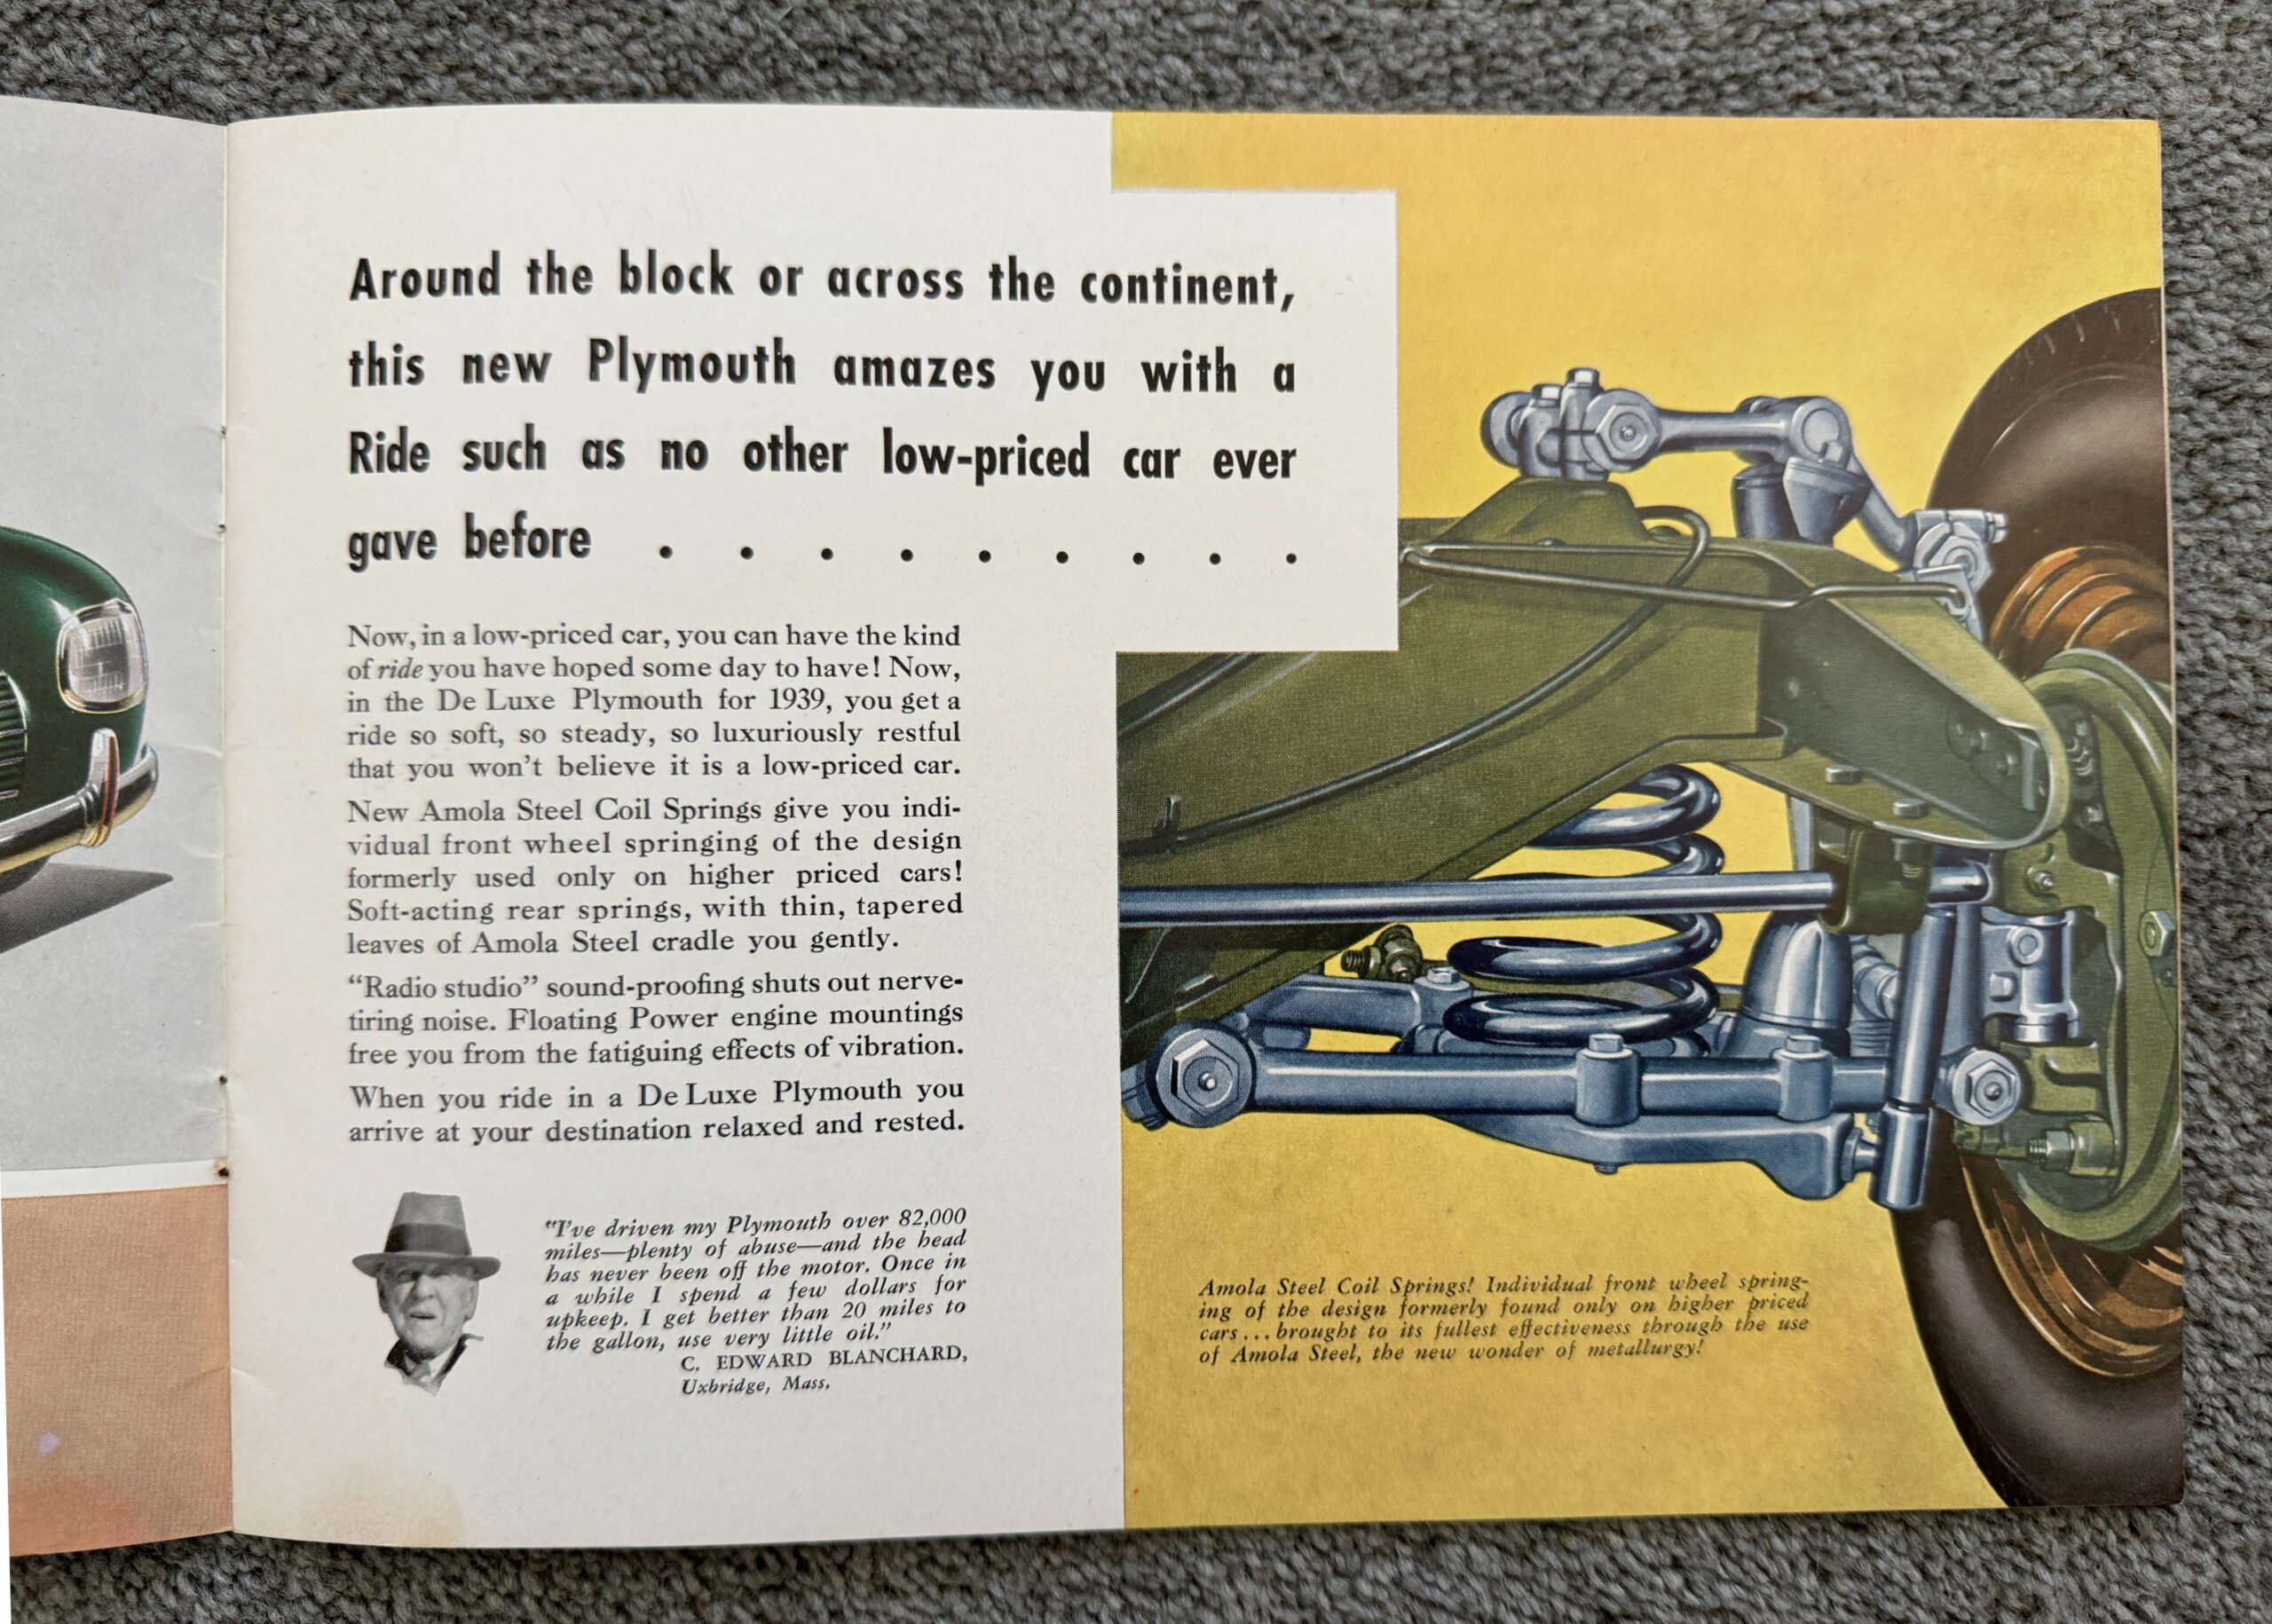 Around the block or across the continent,
this new Plymouth amazes you with a
Ride such as no other low-priced car ever
gave before . . . . . . . . .
Now, in a low-priced car, you can have the kind
of ride you have hoped some day to have! Now,
in the De Luxe Plymouth for 1939, you get a
ride so soft, so steady, so luxuriously restful
that you won't believe it is a low-priced car.
New Amola Steel Coil Springs give you indi-
vidual front wheel springing of the design
formerly used only on higher priced cars!
Soft-acting rear springs, with thin, tapered
leaves of Amola Steel cradle you gently.
“Radio studio” sound-proofing shuts out nerve-
tiring noise. Floating Power engine mountings
free you from the fatiguing effects of vibration.
When you ride in a De Luxe Plymouth you
arrive at your destination relaxed and rested.
“I've driven my Plymouth over 82,000
miles—plenty of abuse—and the head
has never been off the motor. Once in
a while I spend a few dollars for
upkeep. I get better than 20 miles to
the gallon, use very little oil.”
C. EDWARD BLANCHARD,
Uxbridge, Mass.
Amola Steel Coil Springs! Individual front wheel spring-
ing of the design formerly found only on higher priced
cars...brought to its fullest effectiveness through the use
of Amola Steel, the new wonder of metallurgy!